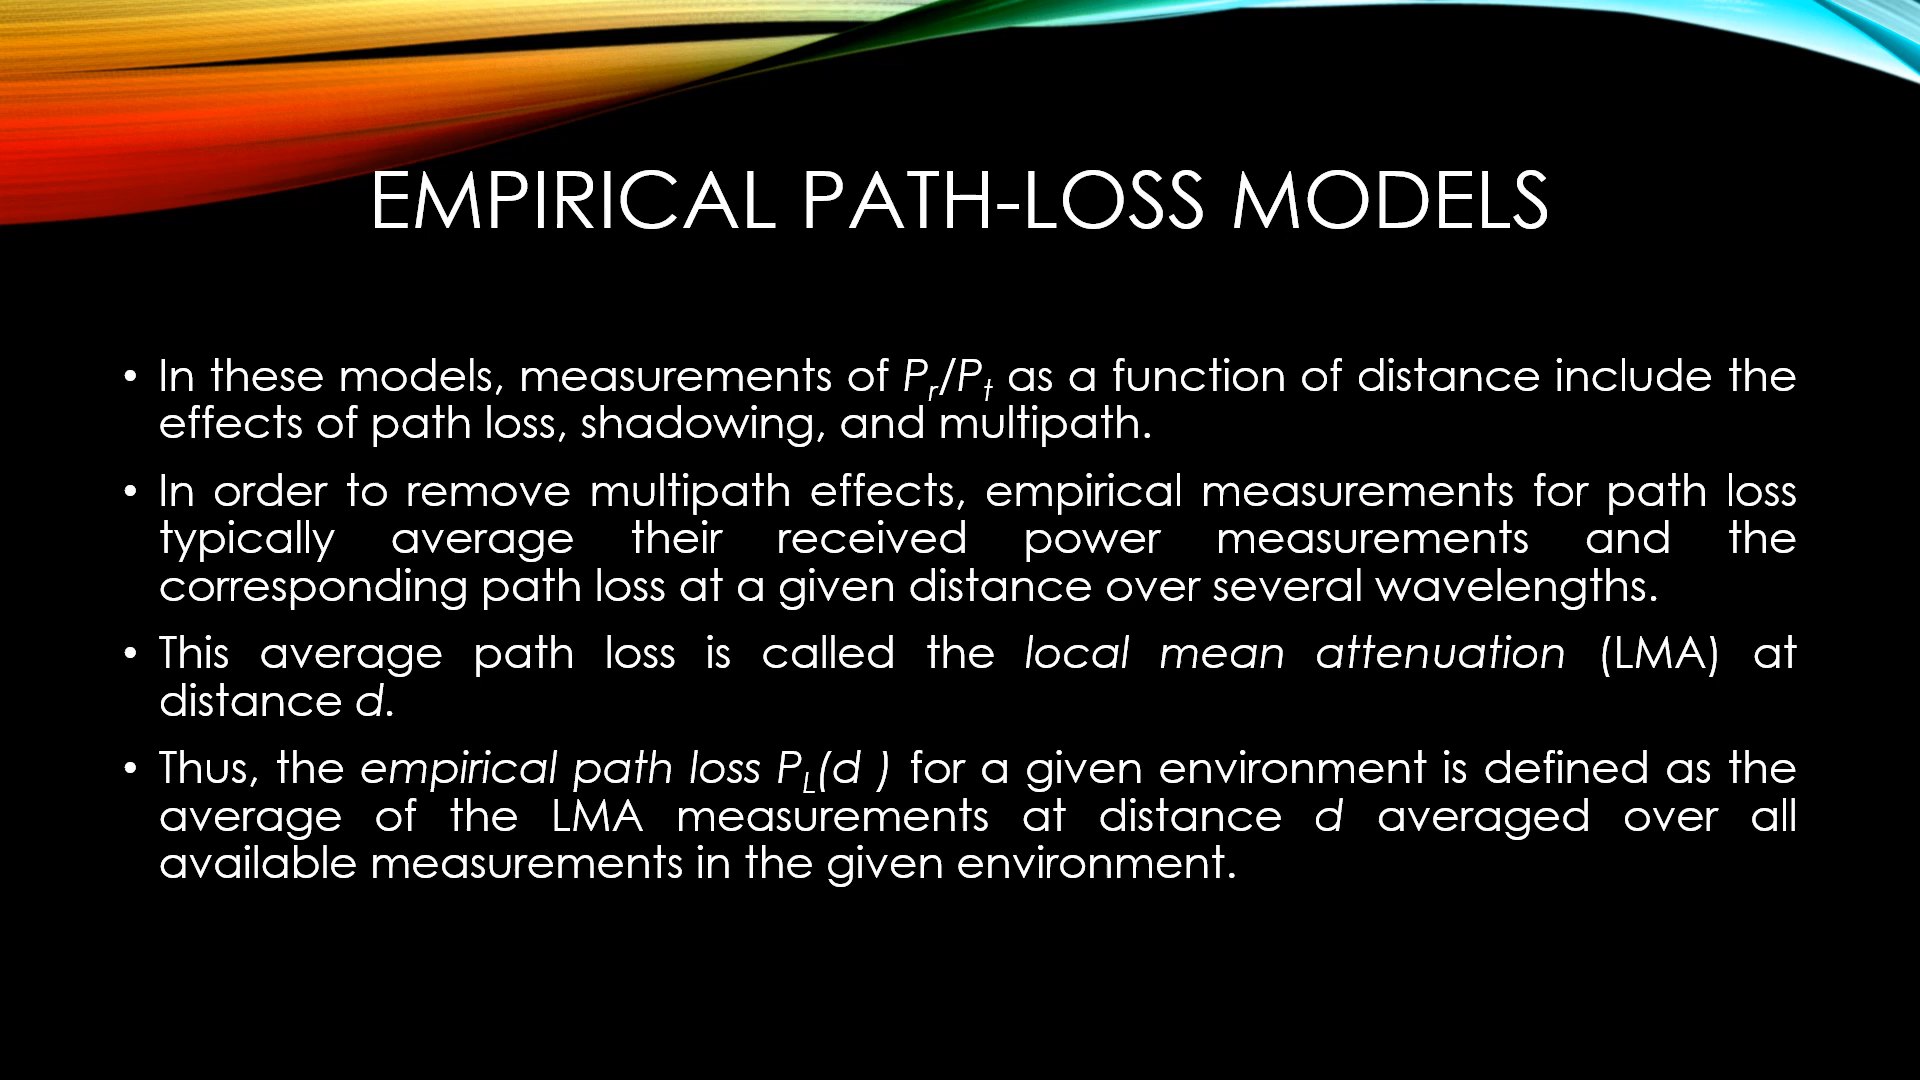 EMPIRICAL PATH-LOSS MODELS
• In these models, measurements of Pr/Pt as a function of distance include the
effects of path loss, shadowing, and multipath.
• In order to remove multipath effects, empirical measurements for path loss
typically average their received power measurements and the
corresponding path loss at a given distance over several wavelengths.
• This average path loss is called the local mean attenuation (LMA) at
distance d.
• Thus, the empirical path loss PL(d ) for a given environment is defined as the
average of the LMA measurements at distance d averaged over all
available measurements in the given environment.